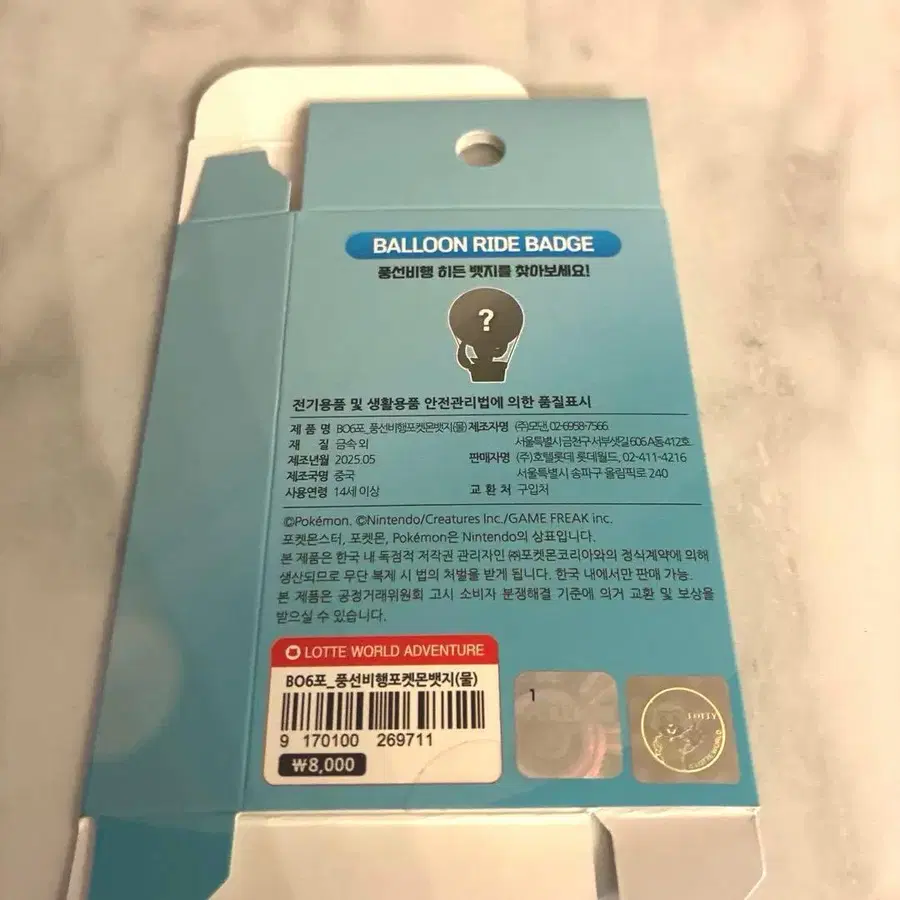 BALLOON RIDE BADGE
풍선비행 히든 뱃지를 찾아보세요!
?
전기용품 및 생활용품 안전관리법에 의한 품질표시
제 품 명 BO6포_풍선비행포켓몬뱃지(물) 제조자명 (주)모댄, 02-6958-7566
재 질 금속 외 서울특별시 금천구 서부샛길 606 A동 412호
제조년월 2025.05 판매자명 (주)호텔롯데 롯데월드, 02-411-4216
제조국명 중국 서울특별시 송파구 올림픽로 240
사용연령 14세 이상 교 환 처 구입처
©Pokémon. ©Nintendo/Creatures Inc./GAME FREAK inc.
포켓몬스터, 포켓몬, Pokémon은 Nintendo의 상표입니다.
본 제품은 한국 내 독점적 저작권 관리자인 ㈜포켓몬코리아와의 정식계약에 의해
생산되므로 무단 복제 시 법의 처벌을 받게 됩니다. 한국 내에서만 판매 가능.
본 제품은 공정거래위원회 고시 소비자 분쟁해결 기준에 의거 교환 및 보상을
받으실 수 있습니다.
LOTTE WORLD ADVENTURE
BO6포_풍선비행포켓몬뱃지(물)
9 170100 269711
₩8,000
1
LOTTY
LOTTE WORLD